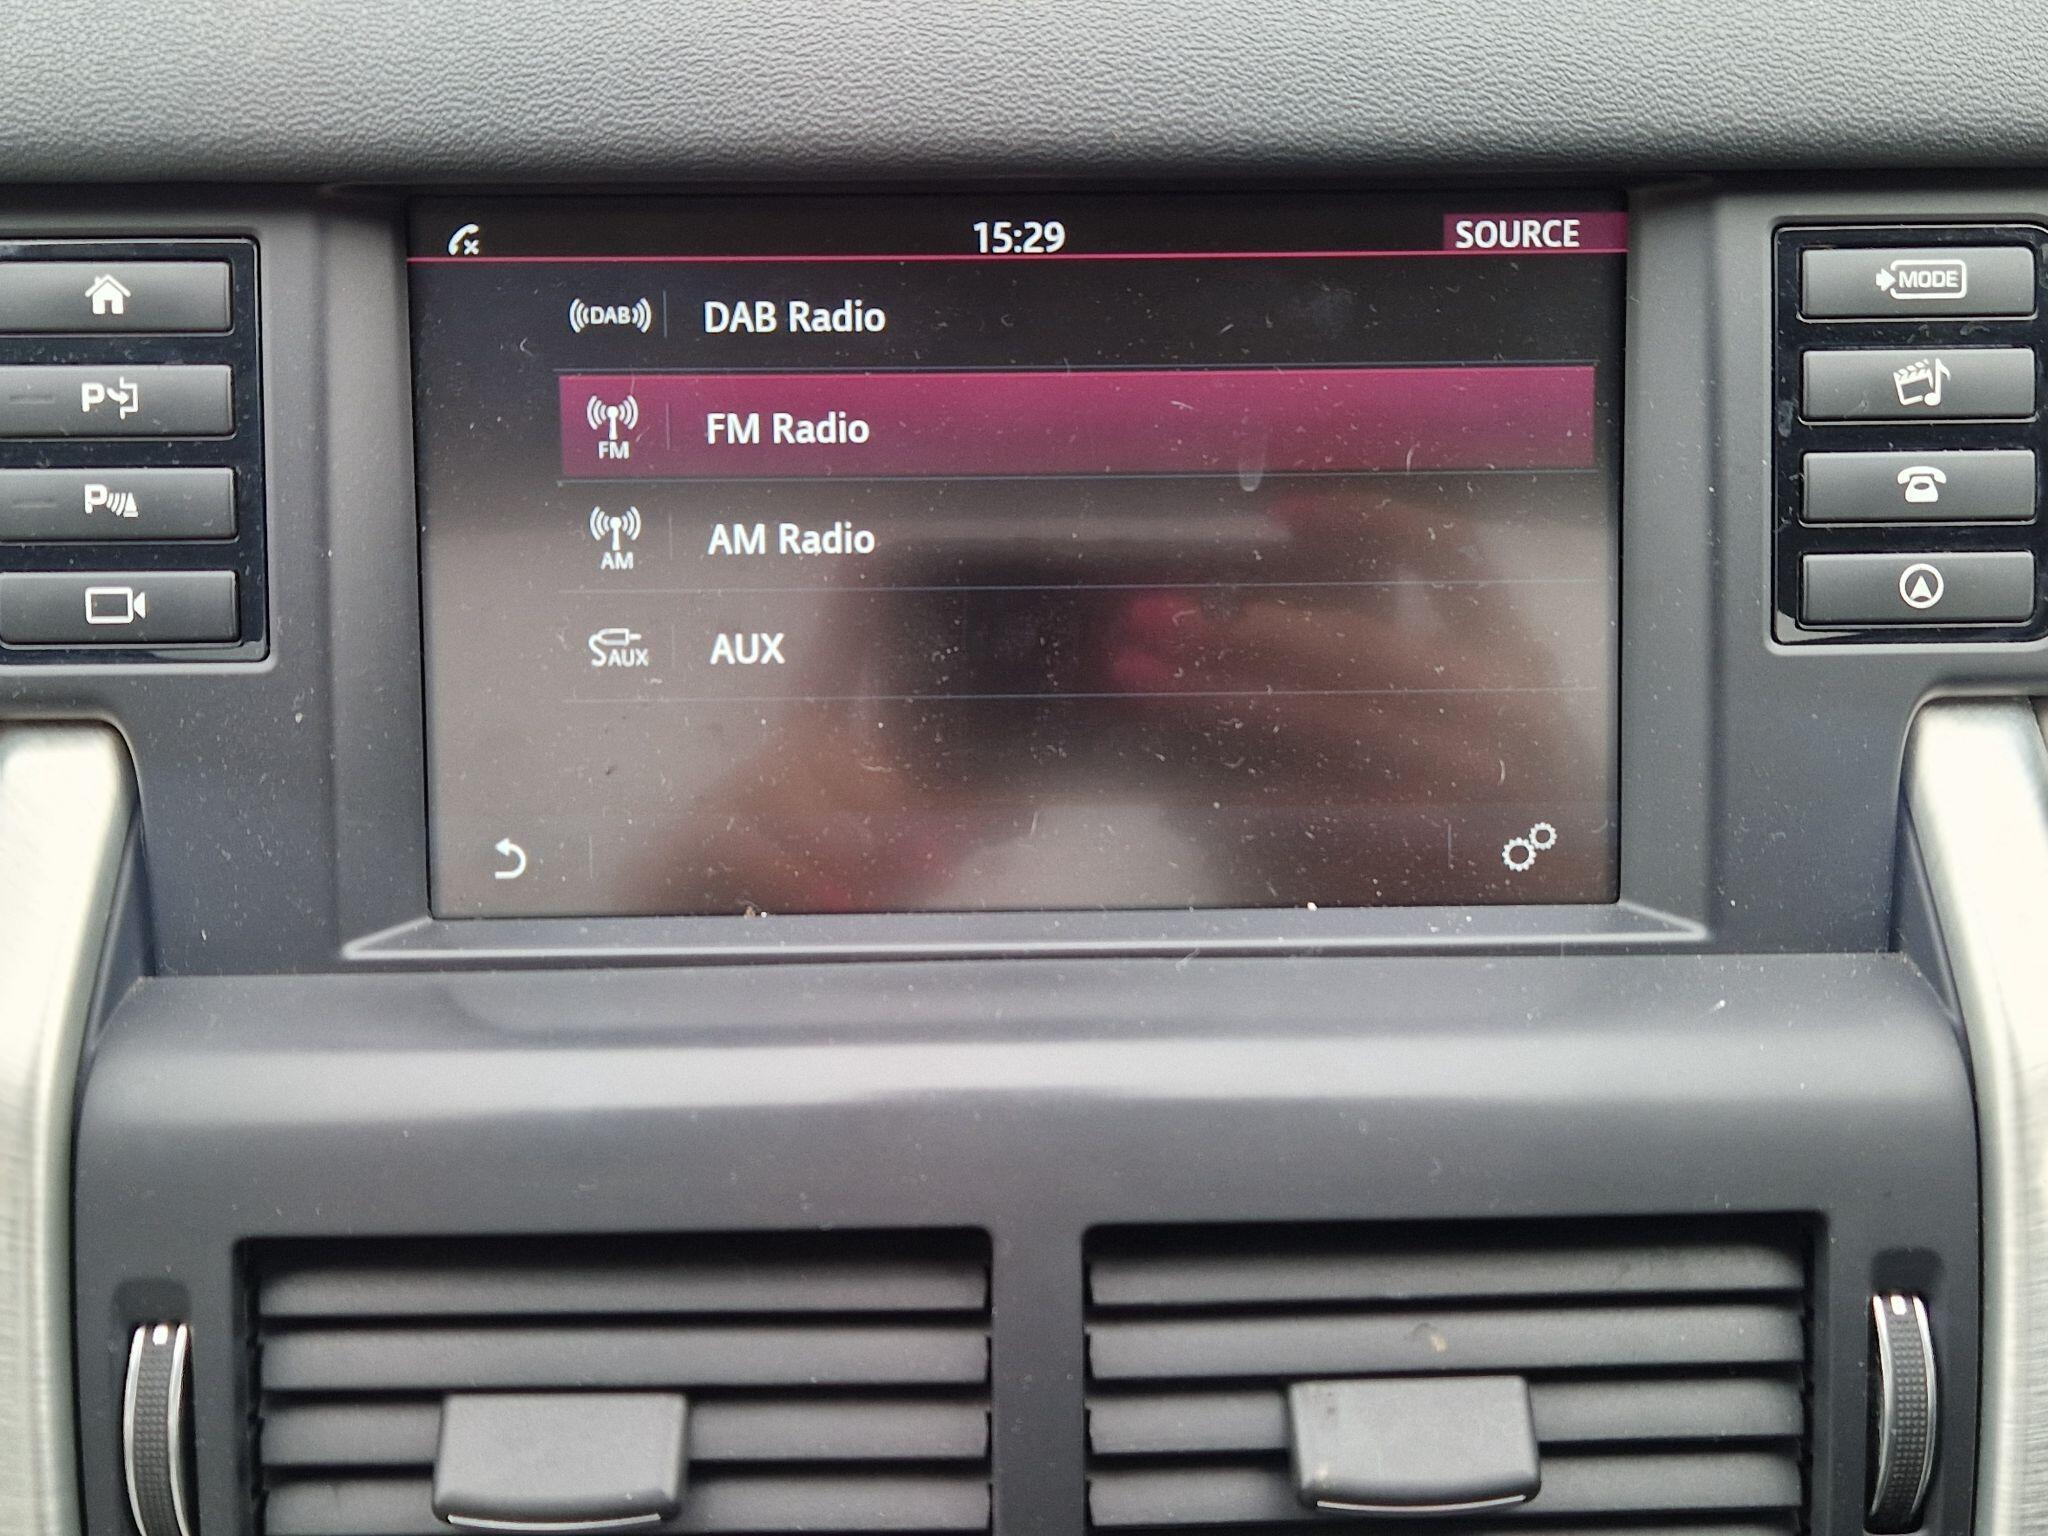 15:29 SOURCE
DAB DAB Radio
FM FM Radio
AM AM Radio
AUX AUX
MODE
P
P